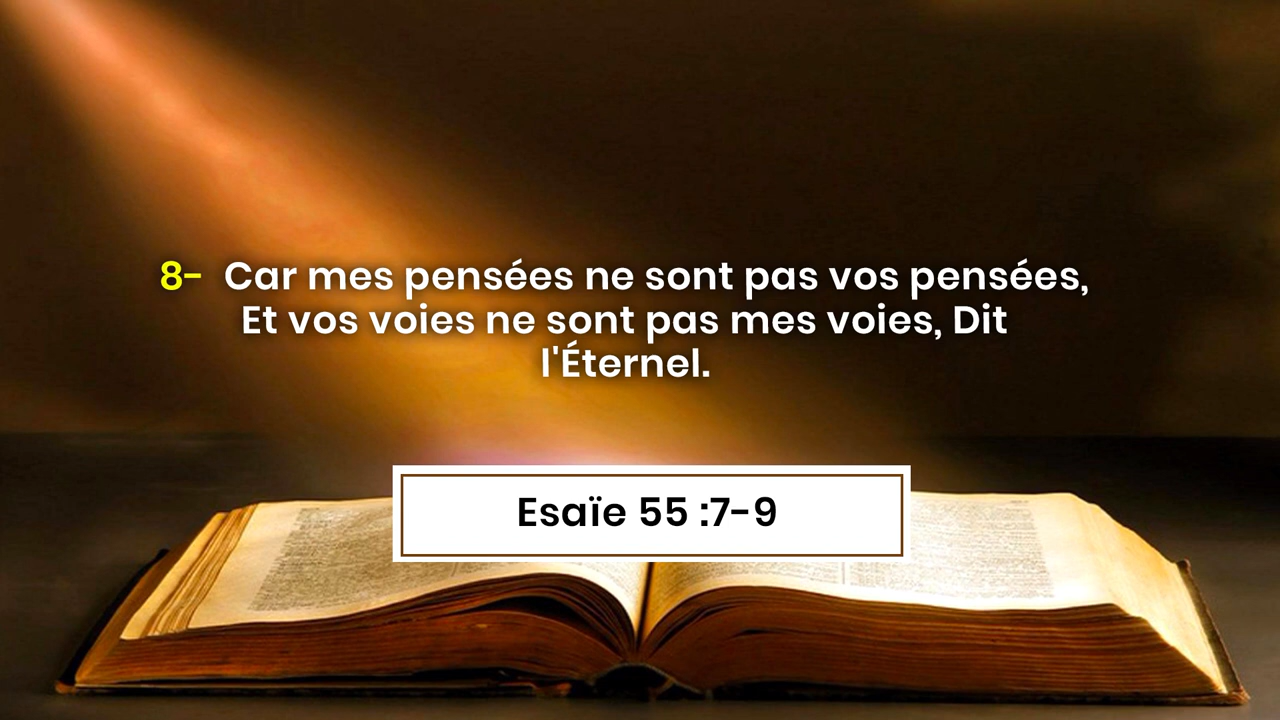 8- Car mes pensées ne sont pas vos pensées,
Et vos voies ne sont pas mes voies, Dit
l'Éternel.
Esaïe 55 :7-9